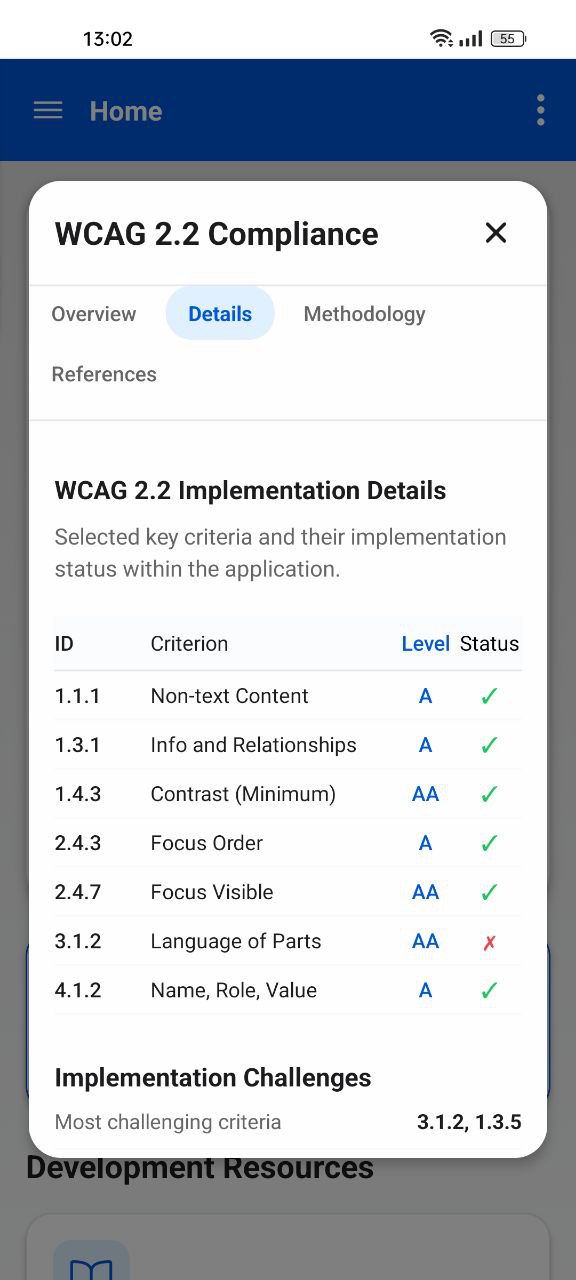 13:02
55
Home
WCAG 2.2 Compliance
Overview Details Methodology
References
WCAG 2.2 Implementation Details
Selected key criteria and their implementation
status within the application.
ID Criterion Level Status
1.1.1 Non-text Content A ✓
1.3.1 Info and Relationships A ✓
1.4.3 Contrast (Minimum) AA ✓
2.4.3 Focus Order A ✓
2.4.7 Focus Visible AA ✓
3.1.2 Language of Parts AA ✗
4.1.2 Name, Role, Value A ✓
Implementation Challenges
Most challenging criteria 3.1.2, 1.3.5
Development Resources